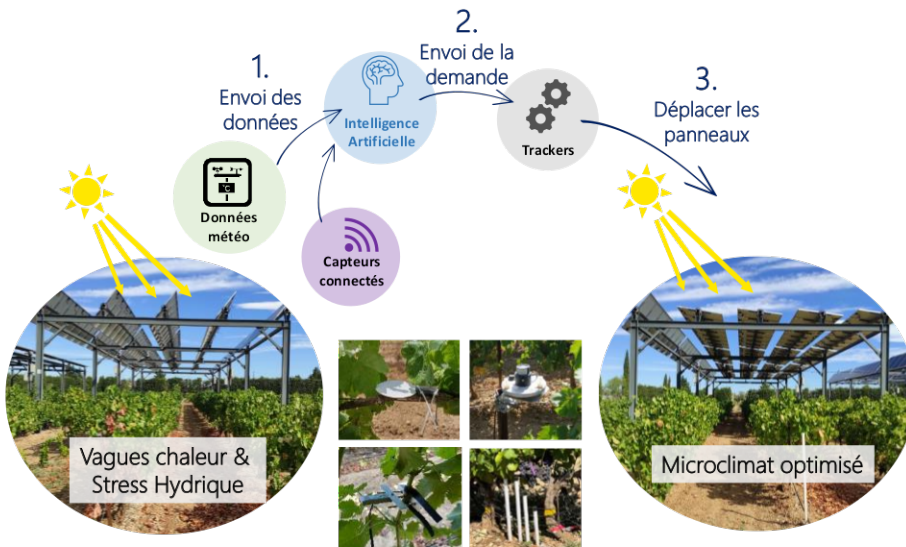 1.
Envoi des
données
2.
Envoi de la
demande
3.
Déplacer les
panneaux
Intelligence
Artificielle
Trackers
°C
Données
météo
Capteurs
connectés
Vagues chaleur &
Stress Hydrique
Microclimat optimisé